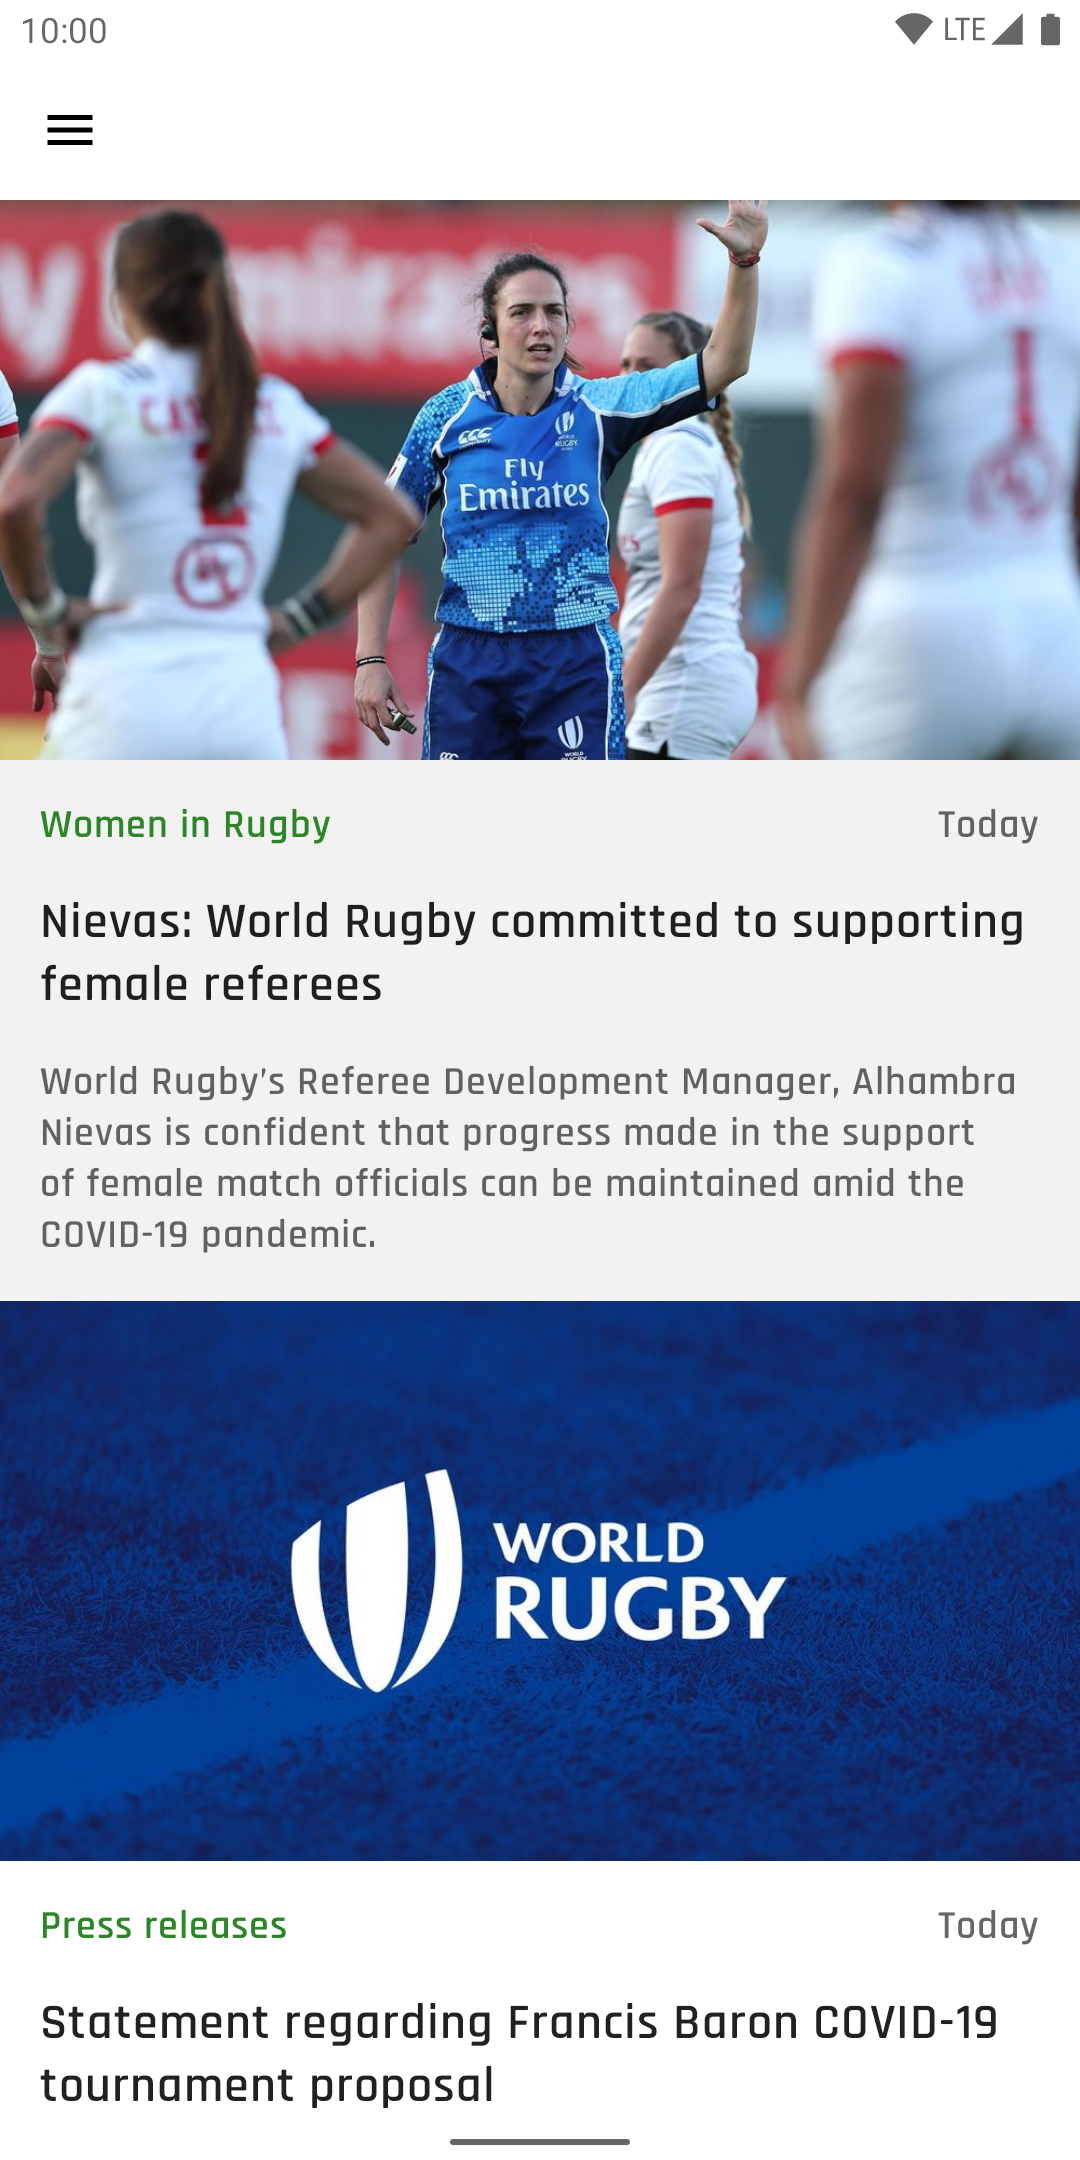 10:00
LTE
Emirates
Fly
Emirates
WORLD
RUGBY
Women in Rugby
Today
Nievas: World Rugby committed to supporting
female referees
World Rugby's Referee Development Manager, Alhambra
Nievas is confident that progress made in the support
of female match officials can be maintained amid the
COVID-19 pandemic.
WORLD
RUGBY
Press releases
Today
Statement regarding Francis Baron COVID-19
tournament proposal